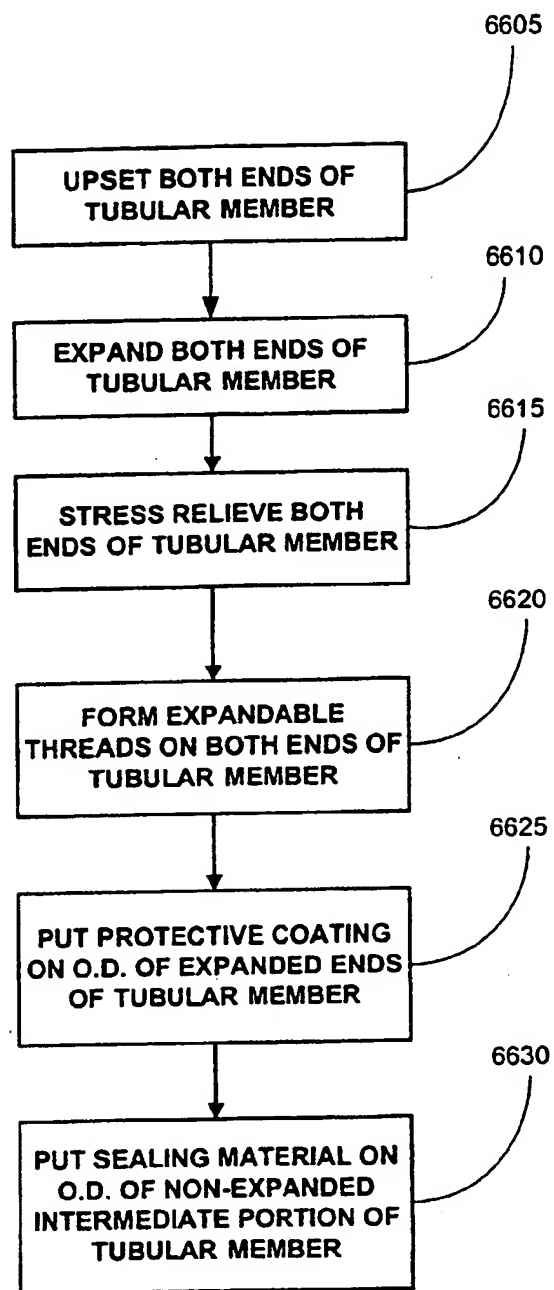 6605
UPSET BOTH ENDS OF
TUBULAR MEMBER
6610
EXPAND BOTH ENDS OF
TUBULAR MEMBER
6615
STRESS RELIEVE BOTH
ENDS OF TUBULAR MEMBER
6620
FORM EXPANDABLE
THREADS ON BOTH ENDS OF
TUBULAR MEMBER
6625
PUT PROTECTIVE COATING
ON O.D. OF EXPANDED ENDS
OF TUBULAR MEMBER
6630
PUT SEALING MATERIAL ON
O.D. OF NON-EXPANDED
INTERMEDIATE PORTION OF
TUBULAR MEMBER